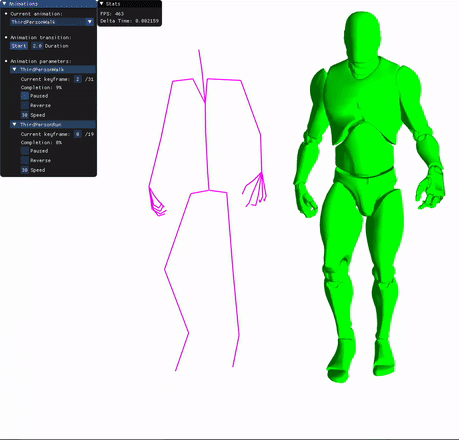 Animations
Current animation:
ThirdPersonWalk
Animation transition:
Start 2.0 Duration
Animation parameters:
ThirdPersonWalk
Current keyframe: 2 /31
Completion: 9%
Paused
Reverse
30 Speed
ThirdPersonRun
Current keyframe: 0 /19
Completion: 0%
Paused
Reverse
30 Speed
Stats
FPS: 463
Delta Time: 0.002159